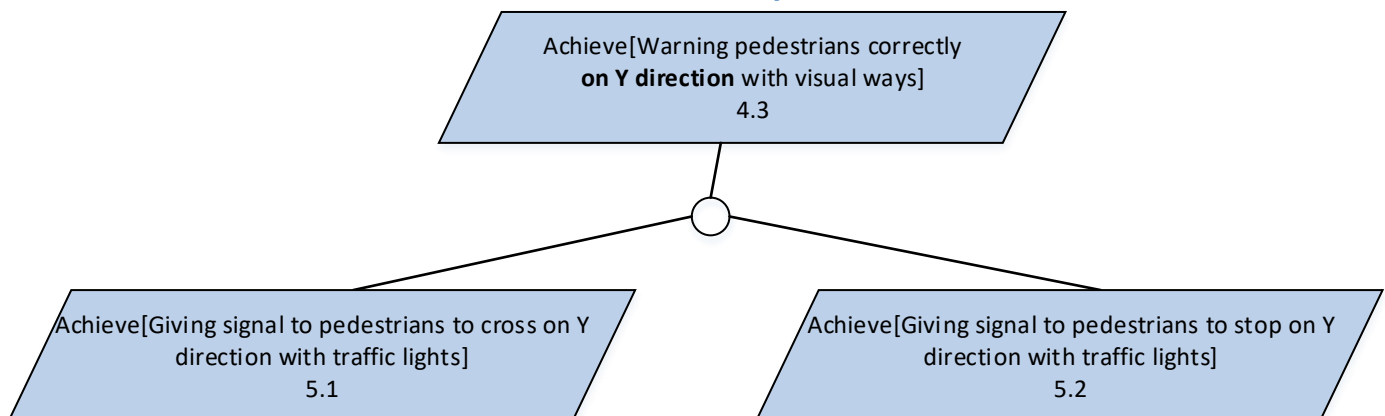 Achieve[Warning pedestrians correctly
on Y direction with visual ways]
4.3
Achieve[Giving signal to pedestrians to cross on Y
direction with traffic lights]
5.1
Achieve[Giving signal to pedestrians to stop on Y
direction with traffic lights]
5.2